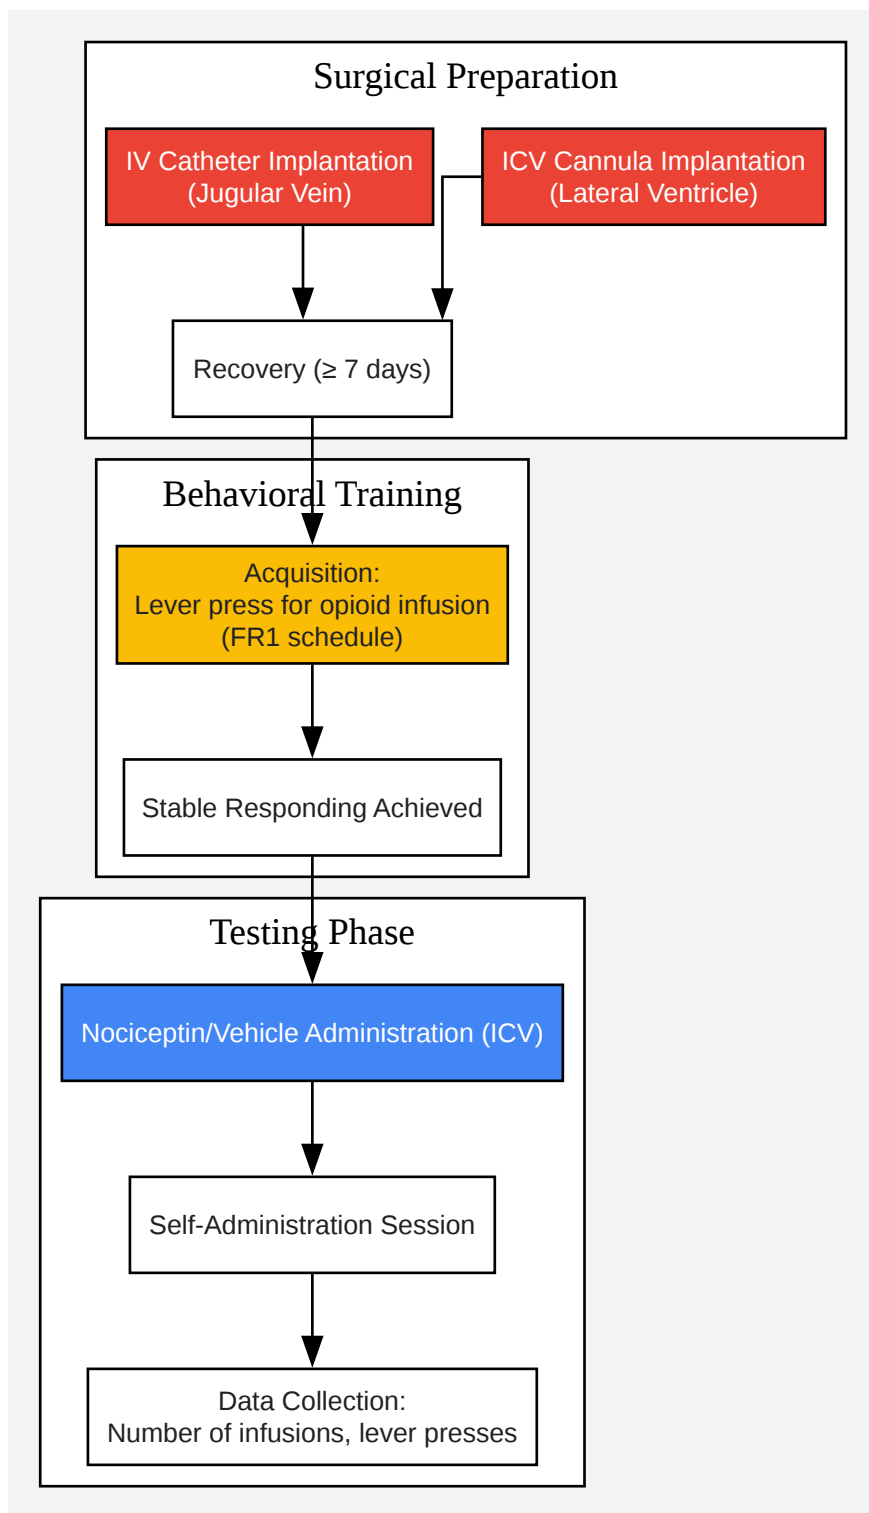 Surgical Preparation
IV Catheter Implantation
(Jugular Vein)
ICV Cannula Implantation
(Lateral Ventricle)
Recovery (≥ 7 days)
Behavioral Training
Acquisition:
Lever press for opioid infusion
(FR1 schedule)
Stable Responding Achieved
Testing Phase
Nociceptin/Vehicle Administration (ICV)
Self-Administration Session
Data Collection:
Number of infusions, lever presses